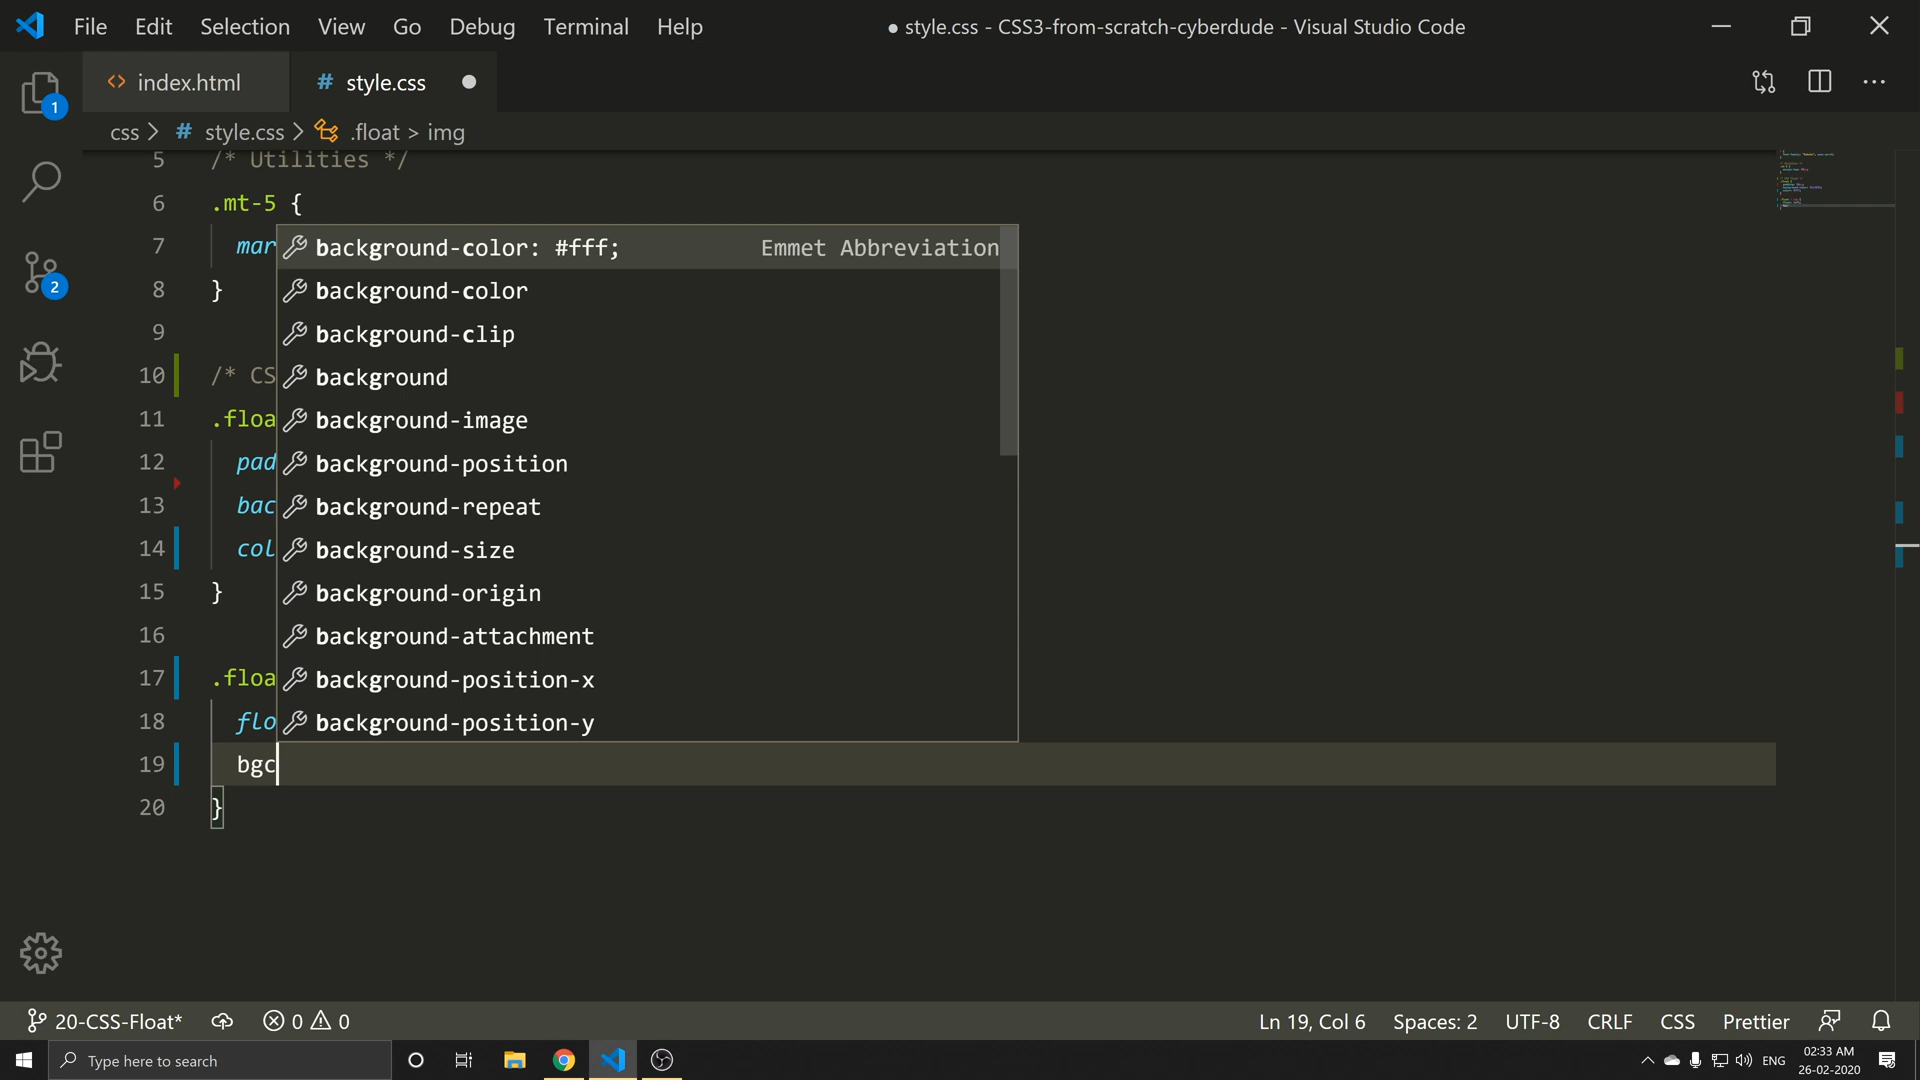 File Edit Selection View Go Debug Terminal Help ● style.css - CSS3-from-scratch-cyberdude - Visual Studio Code
<> index.html # style.css ●
1
css > # style.css > .float > img
5 /* Utilities */
6 .mt-5 {
7 mar
background-color: #fff; Emmet Abbreviation
2
8 }
background-color
9
background-clip
10 /* CS
background
11 .floa
background-image
12 pad
background-position
13 bac
background-repeat
14 col
background-size
15 }
background-origin
16
background-attachment
17 .floa
background-position-x
18 flo
background-position-y
19 bgc
20 }
20-CSS-Float* 0 0 Ln 19, Col 6 Spaces: 2 UTF-8 CRLF CSS Prettier
Type here to search ENG 02:33 AM
26-02-2020